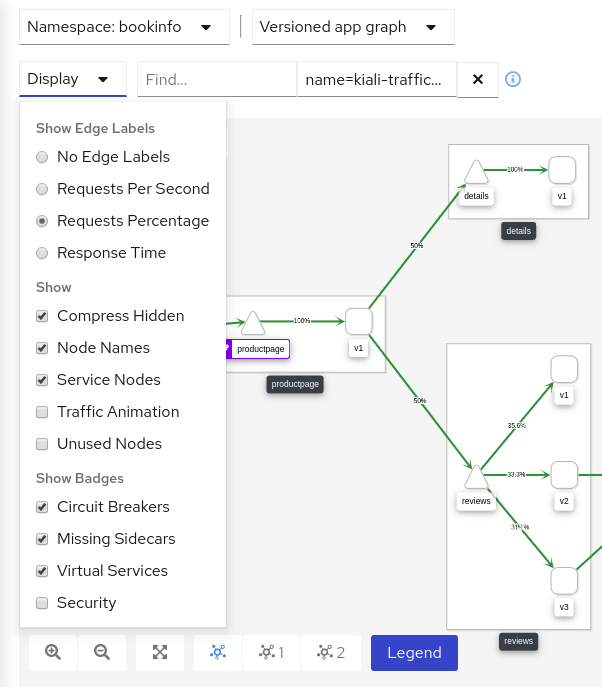 Namespace: bookinfo
Versioned app graph
Display
Find...
name=kiali-traffic...
Show Edge Labels
No Edge Labels
Requests Per Second
Requests Percentage
Response Time
Show
Compress Hidden
Node Names
Service Nodes
Traffic Animation
Unused Nodes
Show Badges
Circuit Breakers
Missing Sidecars
Virtual Services
Security
100%
details
v1
details
50%
100%
productpage
v1
productpage
50%
v1
35.6%
33.3%
reviews
v2
31.1%
v3
reviews
1
2
Legend